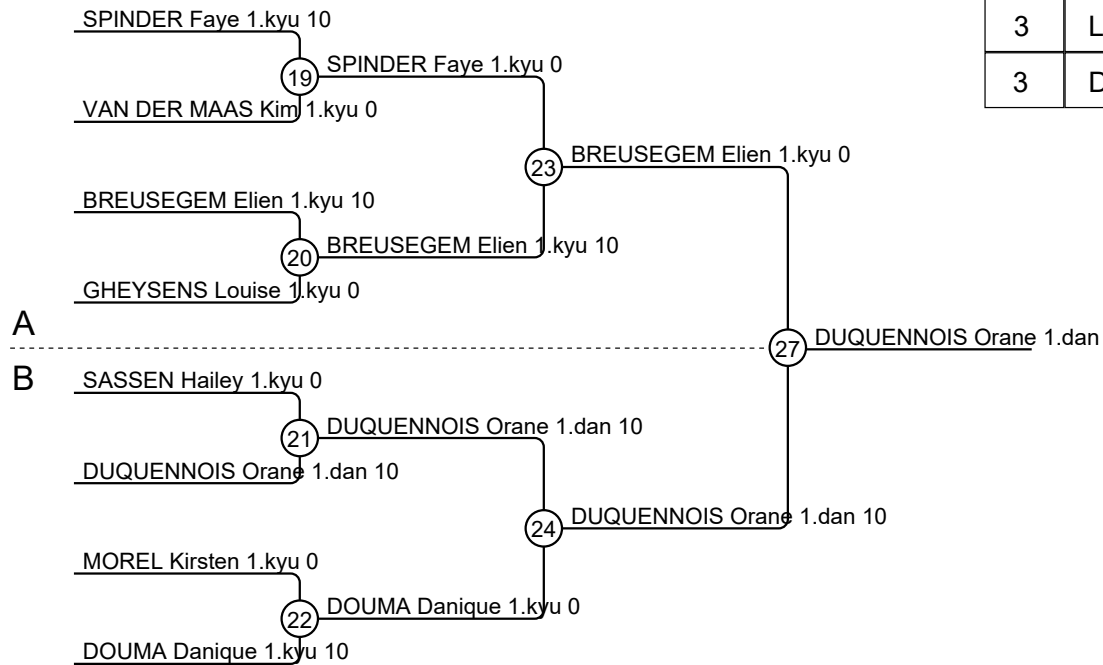 SPINDER Faye 1.kyu 10
3 L
19
SPINDER Faye 1.kyu 0
3 D
VAN DER MAAS Kim 1.kyu 0
23
BREUSEGEM Elien 1.kyu 0
BREUSEGEM Elien 1.kyu 10
20
BREUSEGEM Elien 1.kyu 10
GHEYSENS Louise 1.kyu 0
A
27
DUQUENNOIS Orane 1.dan
B
SASSEN Hailey 1.kyu 0
21
DUQUENNOIS Orane 1.dan 10
DUQUENNOIS Orane 1.dan 10
24
DUQUENNOIS Orane 1.dan 10
MOREL Kirsten 1.kyu 0
22
DOUMA Danique 1.kyu 0
DOUMA Danique 1.kyu 10